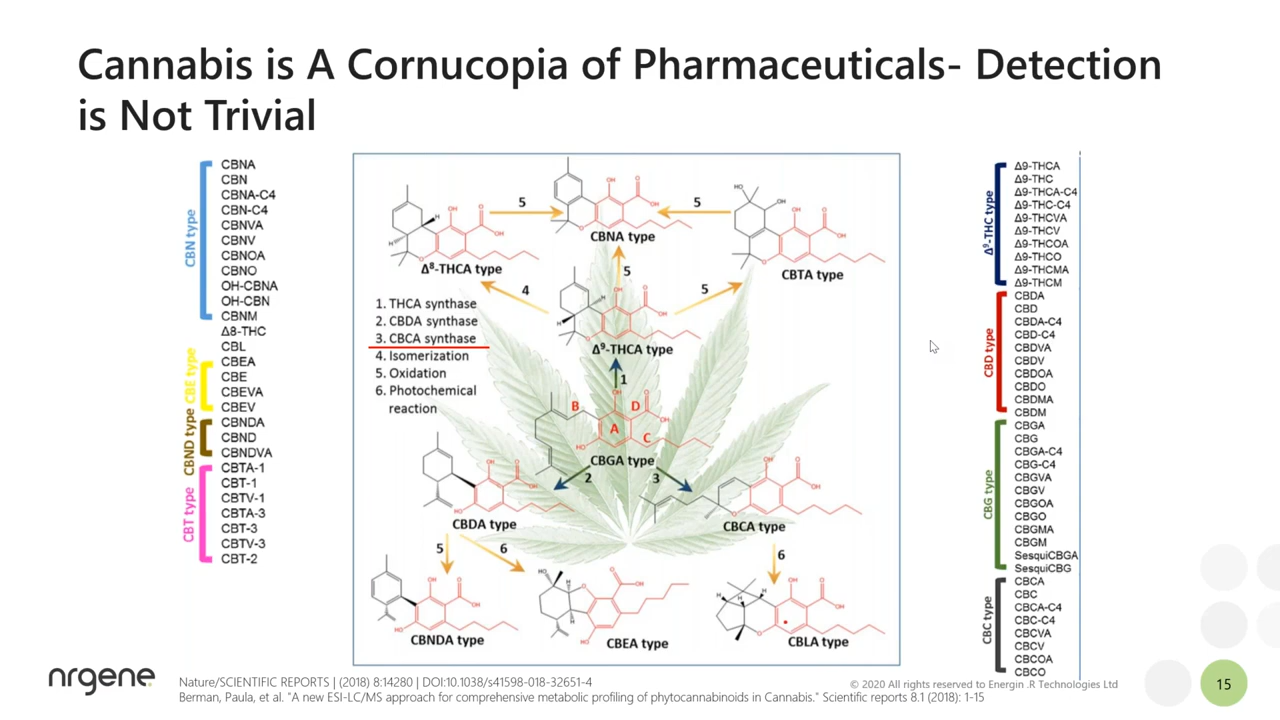 Cannabis is A Cornucopia of Pharmaceuticals- Detection
is Not Trivial
CBN type
CBNA
CBN
CBNA-C4
CBN-C4
CBNVA
CBNV
CBNOA
CBNO
OH-CBNA
OH-CBN
CBNM
Δ8-THC
CBL
CBE type
CBEA
CBE
CBEVA
CBEV
CBND type
CBNDA
CBND
CBNDVA
CBT type
CBTA-1
CBT-1
CBTV-1
CBTA-3
CBT-3
CBTV-3
CBT-2
Δ⁸-THCA type
5
CBNA type
5
CBTA type
4
5
5
Δ⁹-THCA type
1. THCA synthase
2. CBDA synthase
3. CBCA synthase
4. Isomerization
5. Oxidation
6. Photochemical
reaction
1
B
D
A
C
CBGA type
2
3
CBDA type
CBCA type
5
6
6
CBNDA type
CBEA type
CBLA type
Δ⁹-THC type
Δ9-THCA
Δ9-THC
Δ9-THCA-C4
Δ9-THC-C4
Δ9-THCVA
Δ9-THCV
Δ9-THCOA
Δ9-THCO
Δ9-THCMA
Δ9-THCM
CBD type
CBDA
CBD
CBDA-C4
CBD-C4
CBDVA
CBDV
CBDOA
CBDO
CBDMA
CBDM
CBG type
CBGA
CBG
CBGA-C4
CBG-C4
CBGVA
CBGV
CBGOA
CBGO
CBGMA
CBGM
SesquiCBGA
SesquiCBG
CBC type
CBCA
CBC
CBCA-C4
CBC-C4
CBCVA
CBCV
CBCOA
CBCO
nrgene
Nature/SCIENTIFIC REPORTS | (2018) 8:14280 | DOI:10.1038/s41598-018-32651-4
Berman, Paula, et al. "A new ESI-LC/MS approach for comprehensive metabolic profiling of phytocannabinoids in Cannabis." Scientific reports 8.1 (2018): 1-15
© 2020 All rights reserved to Energin .R Technologies Ltd
15